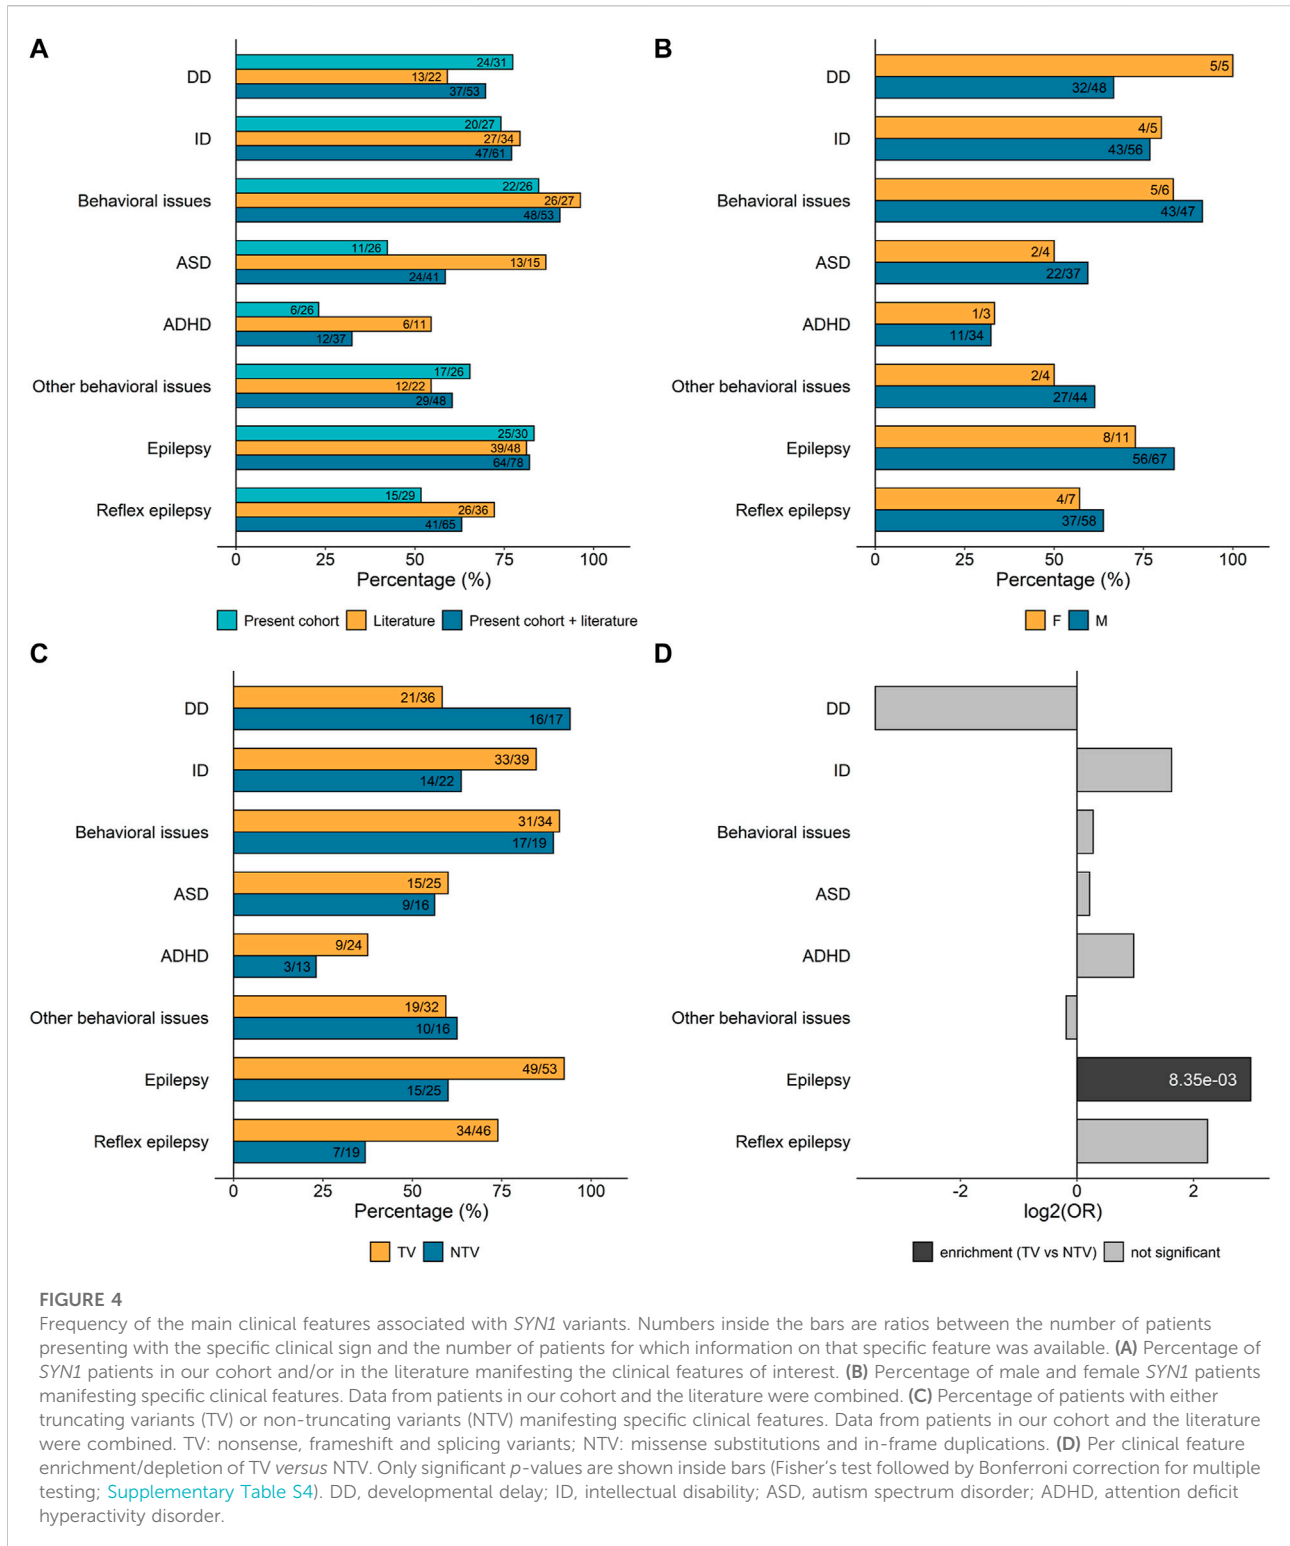 A
DD
24/31
13/22
37/53
ID
20/27
27/34
47/61
Behavioral issues
22/26
26/27
48/53
ASD
11/26
13/15
24/41
ADHD
6/26
6/11
12/37
Other behavioral issues
17/26
12/22
29/48
Epilepsy
25/30
39/48
64/78
Reflex epilepsy
15/29
26/36
41/65
0 25 50 75 100
Percentage (%)
Present cohort Literature Present cohort + literature
B
DD
5/5
32/48
ID
4/5
43/56
Behavioral issues
5/6
43/47
ASD
2/4
22/37
ADHD
1/3
11/34
Other behavioral issues
2/4
27/44
Epilepsy
8/11
56/67
Reflex epilepsy
4/7
37/58
0 25 50 75 100
Percentage (%)
F M
C
DD
21/36
16/17
ID
33/39
14/22
Behavioral issues
31/34
17/19
ASD
15/25
9/16
ADHD
9/24
3/13
Other behavioral issues
19/32
10/16
Epilepsy
49/53
15/25
Reflex epilepsy
34/46
7/19
0 25 50 75 100
Percentage (%)
TV NTV
D
DD
ID
Behavioral issues
ASD
ADHD
Other behavioral issues
Epilepsy
8.35e-03
Reflex epilepsy
-2 0 2
log2(OR)
enrichment (TV vs NTV) not significant
FIGURE 4
Frequency of the main clinical features associated with SYN1 variants. Numbers inside the bars are ratios between the number of patients
presenting with the specific clinical sign and the number of patients for which information on that specific feature was available. (A) Percentage of
SYN1 patients in our cohort and/or in the literature manifesting the clinical features of interest. (B) Percentage of male and female SYN1 patients
manifesting specific clinical features. Data from patients in our cohort and the literature were combined. (C) Percentage of patients with either
truncating variants (TV) or non-truncating variants (NTV) manifesting specific clinical features. Data from patients in our cohort and the literature
were combined. TV: nonsense, frameshift and splicing variants; NTV: missense substitutions and in-frame duplications. (D) Per clinical feature
enrichment/depletion of TV versus NTV. Only significant p-values are shown inside bars (Fisher's test followed by Bonferroni correction for multiple
testing; Supplementary Table S4). DD, developmental delay; ID, intellectual disability; ASD, autism spectrum disorder; ADHD, attention deficit
hyperactivity disorder.